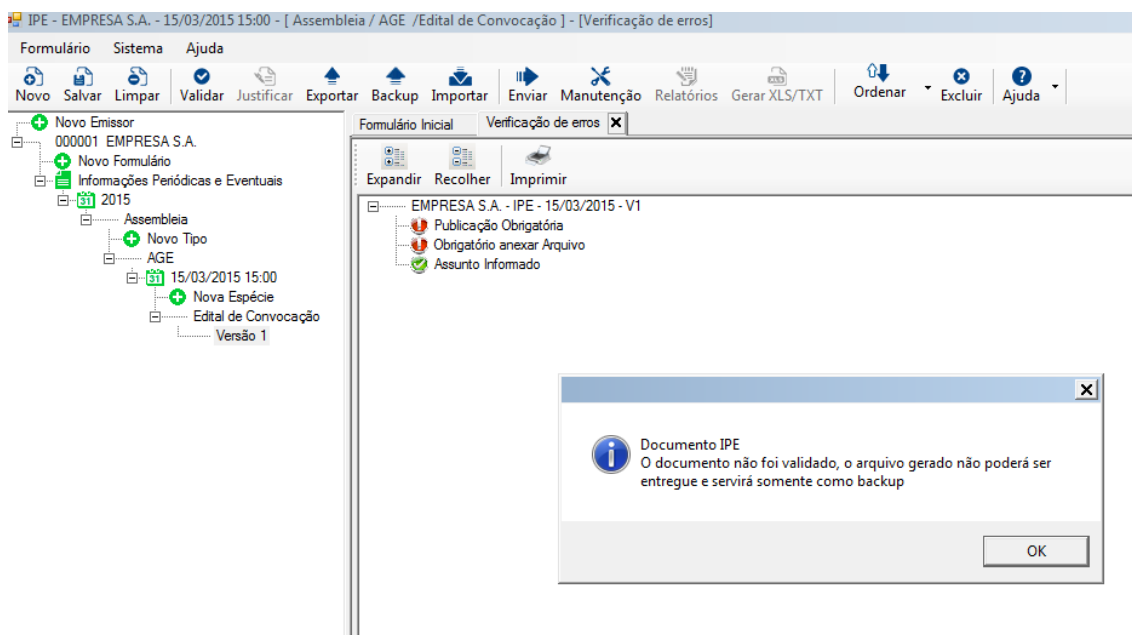 IPE - EMPRESA S.A. - 15/03/2015 15:00 - [ Assembleia / AGE /Edital de Convocação ] - [Verificação de erros]
Formulário Sistema Ajuda
Novo Salvar Limpar Validar Justificar Exportar Backup Importar Enviar Manutenção Relatórios Gerar XLS/TXT Ordenar Excluir Ajuda
Novo Emissor
000001 EMPRESA S.A.
Novo Formulário
Informações Periódicas e Eventuais
31 2015
Assembleia
Novo Tipo
AGE
31 15/03/2015 15:00
Nova Espécie
Edital de Convocação
Versão 1
Formulário Inicial Verificação de erros
Expandir Recolher Imprimir
EMPRESA S.A. - IPE - 15/03/2015 - V1
Publicação Obrigatória
Obrigatório anexar Arquivo
Assunto Informado
Documento IPE
O documento não foi validado, o arquivo gerado não poderá ser
entregue e servirá somente como backup
OK